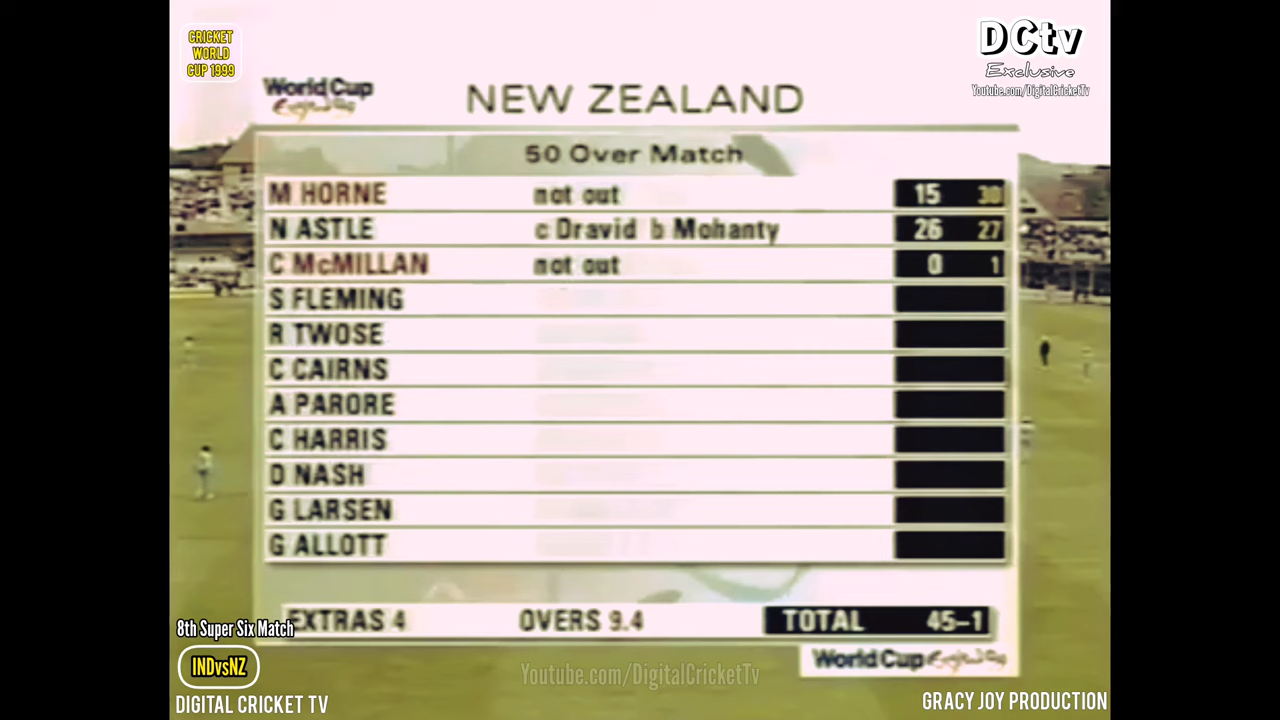 CRICKET
WORLD
CUP 1999
DCtv
Exclusive
Youtube.com/DigitalCricketTv
World Cup
NEW ZEALAND
50 Over Match
M HORNE not out 15 30
N ASTLE c Dravid b Mohanty 26 27
C McMILLAN not out 0 1
S FLEMING
R TWOSE
C CAIRNS
A PARORE
C HARRIS
D NASH
G LARSEN
G ALLOTT
EXTRAS 4 OVERS 9.4 TOTAL 45-1
World Cup
8th Super Six Match
INDvsNZ
Youtube.com/DigitalCricketTv
DIGITAL CRICKET TV
GRACY JOY PRODUCTION